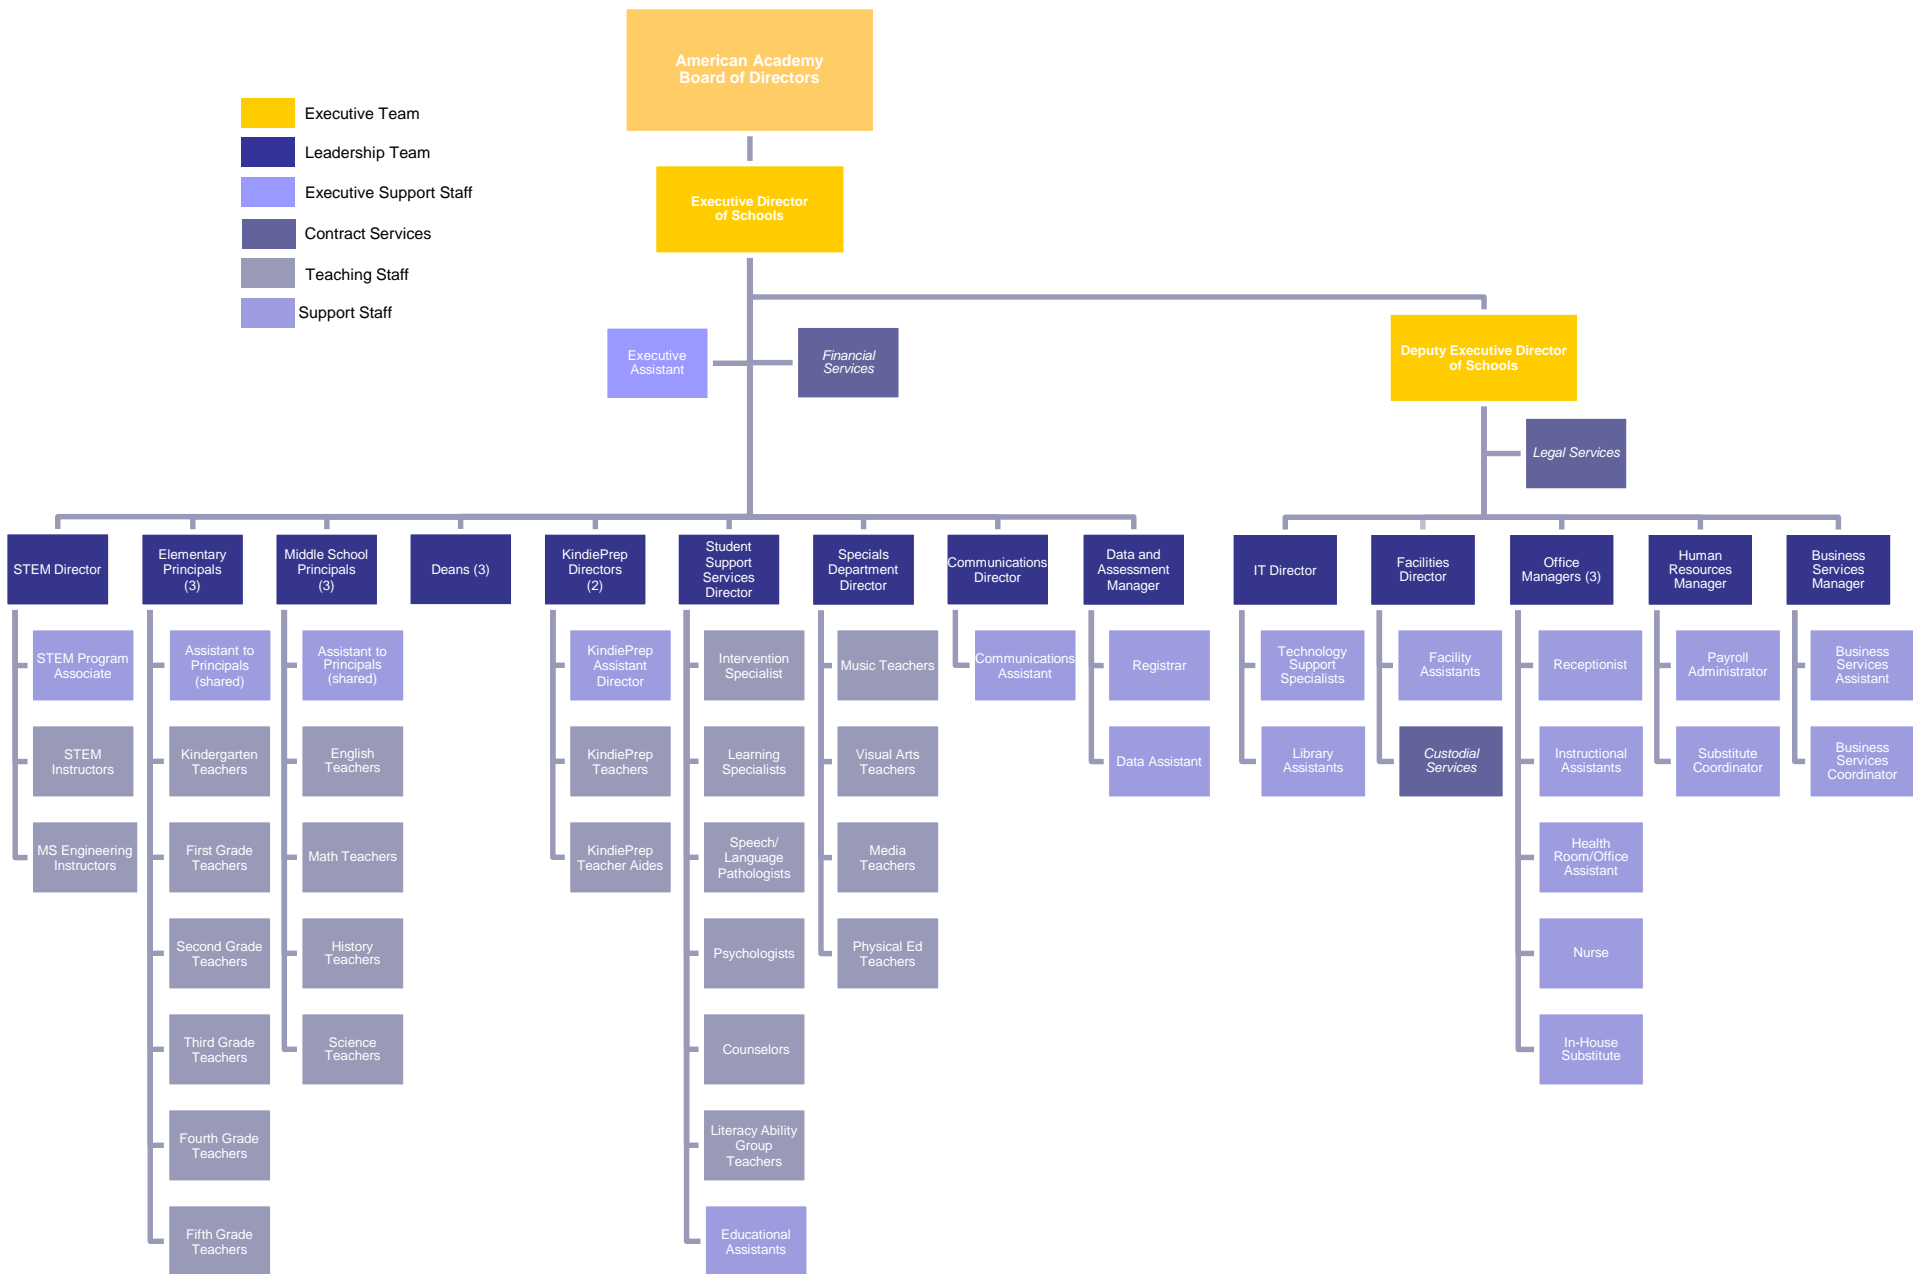 American Academy
Board of Directors
Executive Team
Leadership Team
Executive Support Staff
Contract Services
Teaching Staff
Support Staff
Executive Director
of Schools
Executive
Assistant
Financial
Services
Deputy Executive Director
of Schools
Legal Services
STEM Director
Elementary
Principals
(3)
Middle School
Principals
(3)
Deans (3)
KindiePrep
Directors
(2)
Student
Support
Services
Director
Specials
Department
Director
Communications
Director
Data and
Assessment
Manager
IT Director
Facilities
Director
Office
Managers (3)
Human
Resources
Manager
Business
Services
Manager
STEM Program
Associate
Assistant to
Principals
(shared)
Assistant to
Principals
(shared)
KindiePrep
Assistant
Director
Intervention
Specialist
Music Teachers
Communications
Assistant
Registrar
Technology
Support
Specialists
Facility
Assistants
Receptionist
Payroll
Administrator
Business
Services
Assistant
STEM
Instructors
Kindergarten
Teachers
English
Teachers
KindiePrep
Teachers
Learning
Specialists
Visual Arts
Teachers
Data Assistant
Library
Assistants
Custodial
Services
Instructional
Assistants
Substitute
Coordinator
Business
Services
Coordinator
MS Engineering
Instructors
First Grade
Teachers
Math Teachers
KindiePrep
Teacher Aides
Speech/
Language
Pathologists
Media
Teachers
Health
Room/Office
Assistant
Second Grade
Teachers
History
Teachers
Psychologists
Physical Ed
Teachers
Nurse
Third Grade
Teachers
Science
Teachers
Counselors
In-House
Substitute
Fourth Grade
Teachers
Literacy Ability
Group
Teachers
Fifth Grade
Teachers
Educational
Assistants